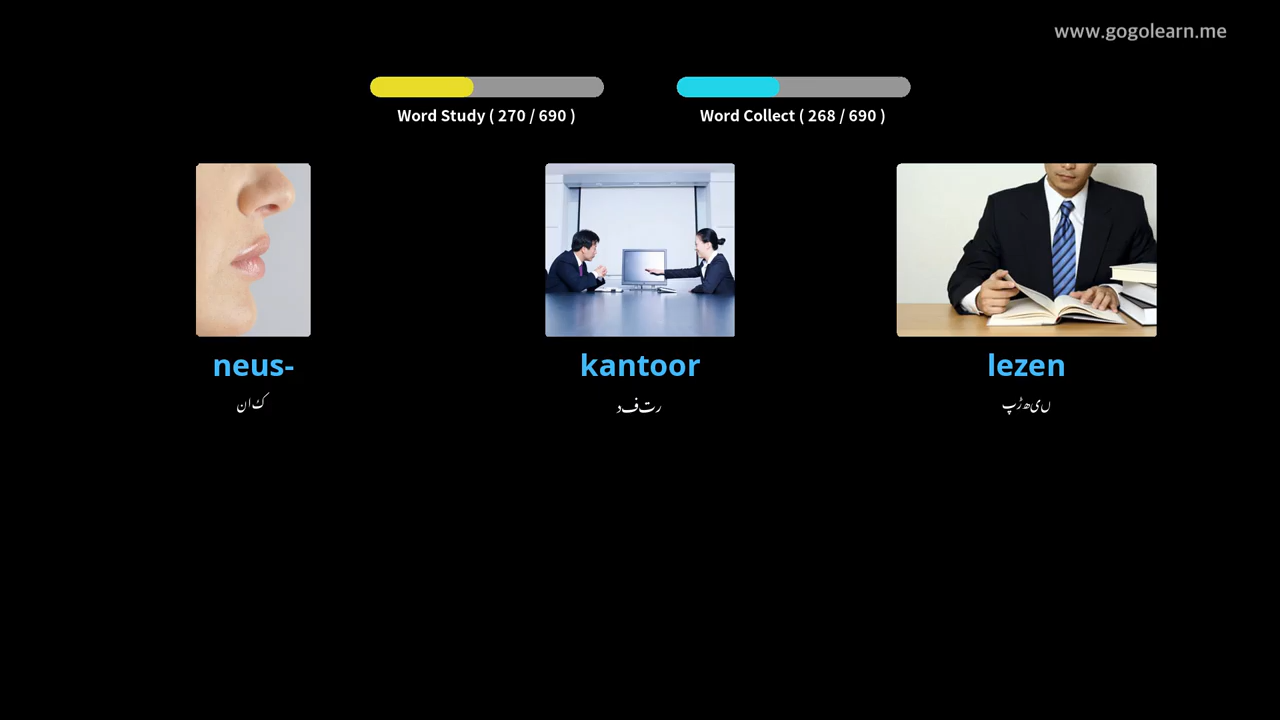 www.gogolearn.me
Word Study ( 270 / 690 )
Word Collect ( 268 / 690 )
neus-
ناک
kantoor
دفتر
lezen
پڑھیں